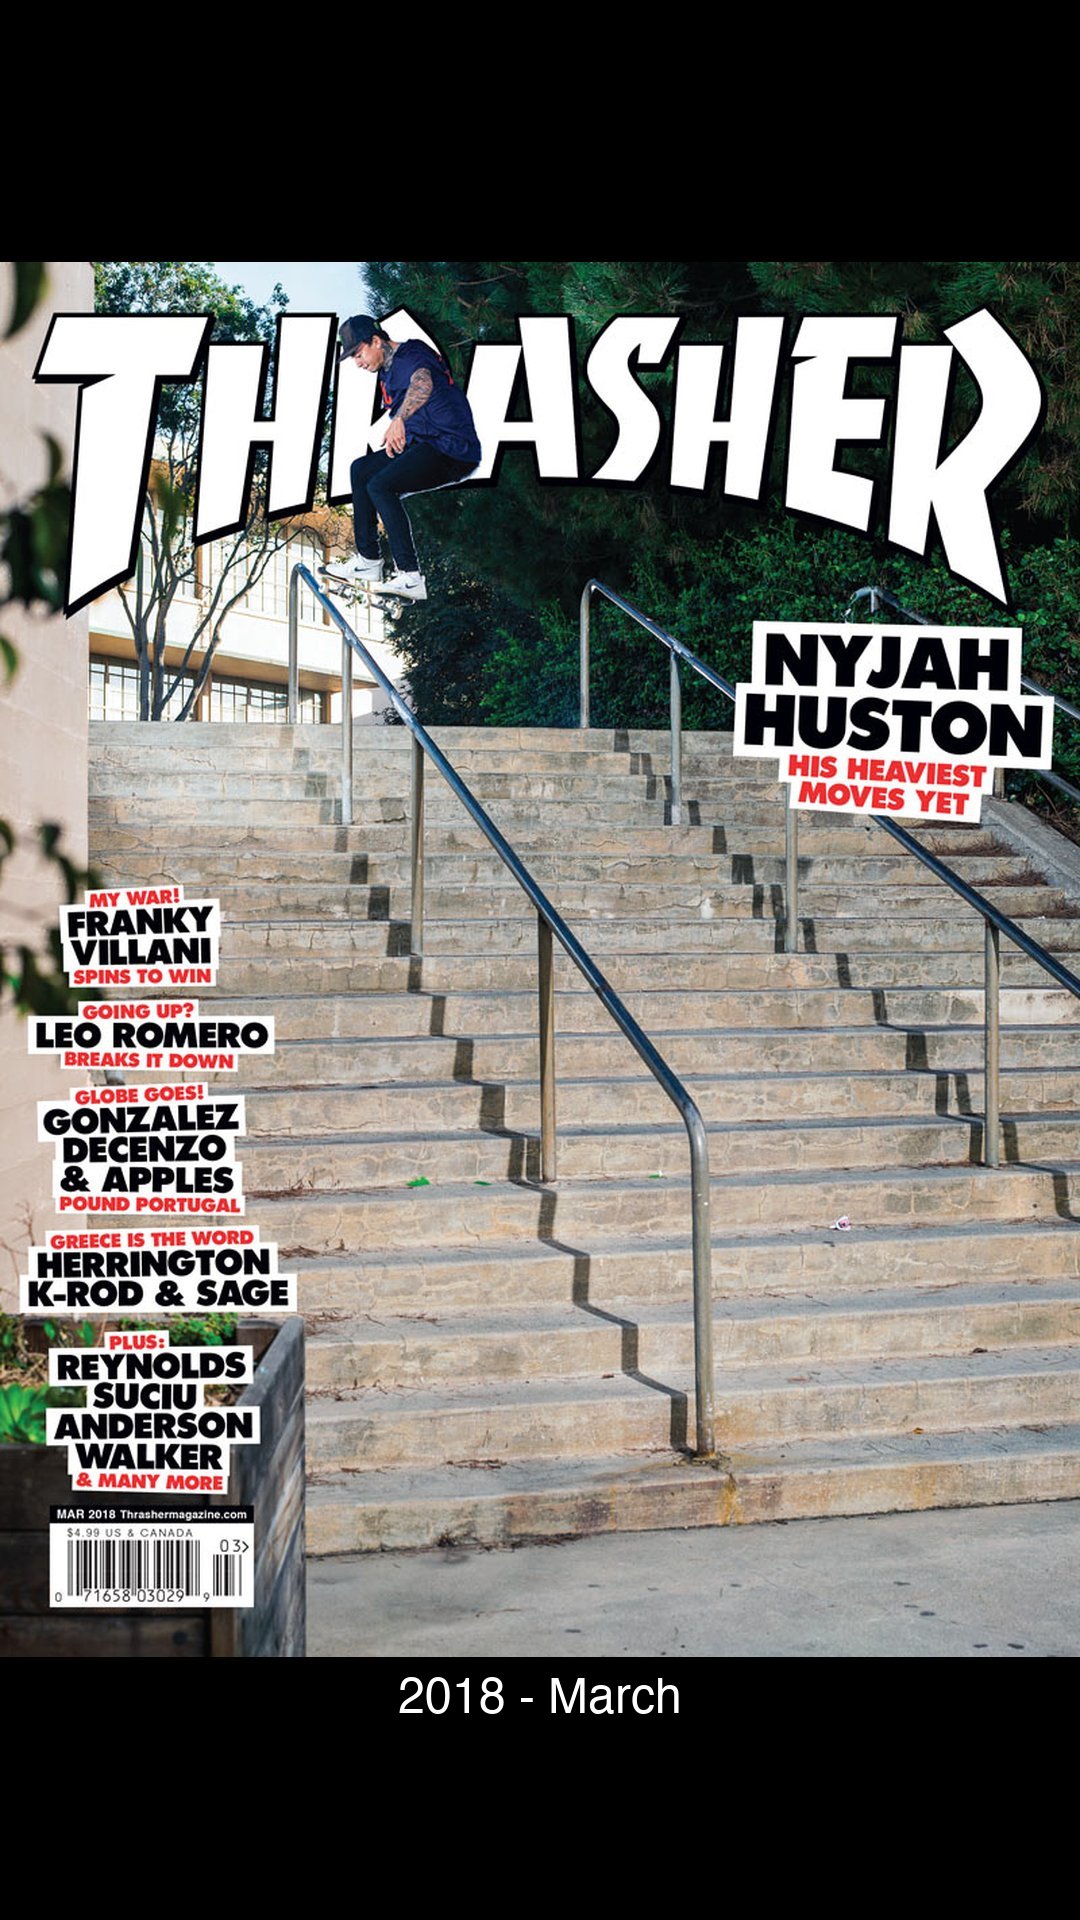 THRASHER
NYJAH
HUSTON
HIS HEAVIEST
MOVES YET
MY WAR!
FRANKY
VILLANI
SPINS TO WIN
GOING UP?
LEO ROMERO
BREAKS IT DOWN
GLOBE GOES!
GONZALEZ
DECENZO
& APPLES
POUND PORTUGAL
GREECE IS THE WORD
HERRINGTON
K-ROD & SAGE
PLUS:
REYNOLDS
SUCIU
ANDERSON
WALKER
& MANY MORE
MAR 2018 Thrashermagazine.com
$4.99 US & CANADA
03>
0 71658 03029 9
2018 - March